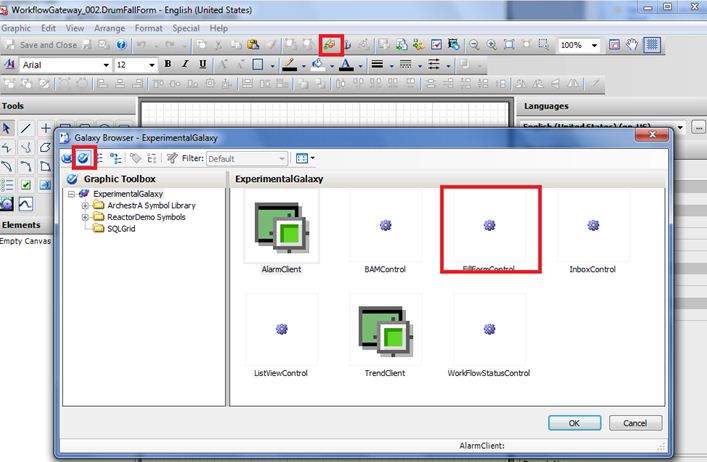 WorkflowGateway_002.DrumFallForm - English (United States)
Graphic Edit View Arrange Format Special Help
Save and Close 100%
Arial 12 B I U A
Tools
Languages
English (United States) (en-US)
Galaxy Browser - ExperimentalGalaxy
Filter: Default
Graphic Toolbox
ExperimentalGalaxy
ExperimentalGalaxy
ArchestrA Symbol Library
ReactorDemo Symbols
SQLGrid
Elements
Empty Canvas
AlarmClient
BAMControl
FillFormControl
InboxControl
ListViewControl
TrendClient
WorkFlowStatusControl
OK Cancel
AlarmClient: